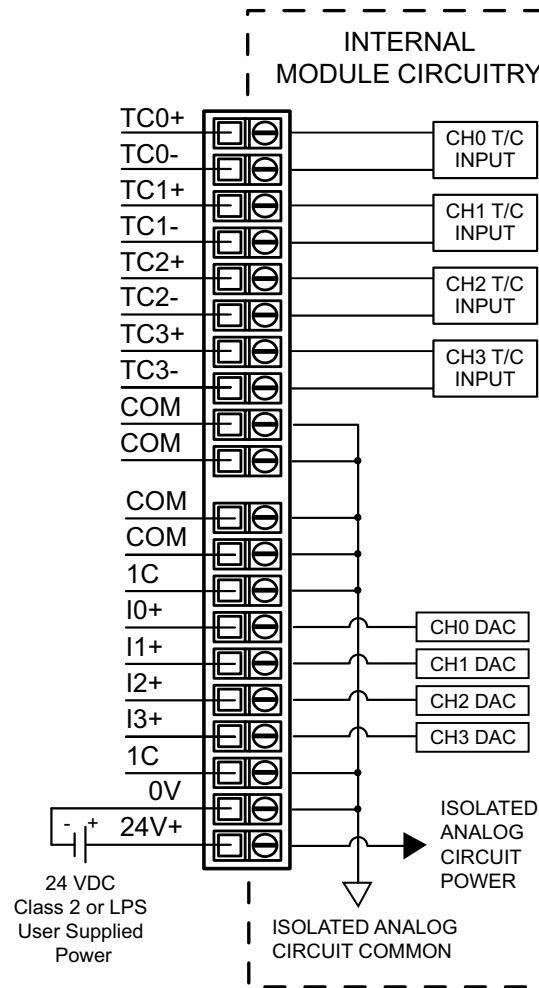 INTERNAL
MODULE CIRCUITRY
TC0+
TC0-
TC1+
TC1-
TC2+
TC2-
TC3+
TC3-
COM
COM
COM
COM
1C
I0+
I1+
I2+
I3+
1C
0V
24V+
- +
24 VDC
Class 2 or LPS
User Supplied
Power
CH0 T/C
INPUT
CH1 T/C
INPUT
CH2 T/C
INPUT
CH3 T/C
INPUT
CH0 DAC
CH1 DAC
CH2 DAC
CH3 DAC
ISOLATED
ANALOG
CIRCUIT
POWER
ISOLATED ANALOG
CIRCUIT COMMON